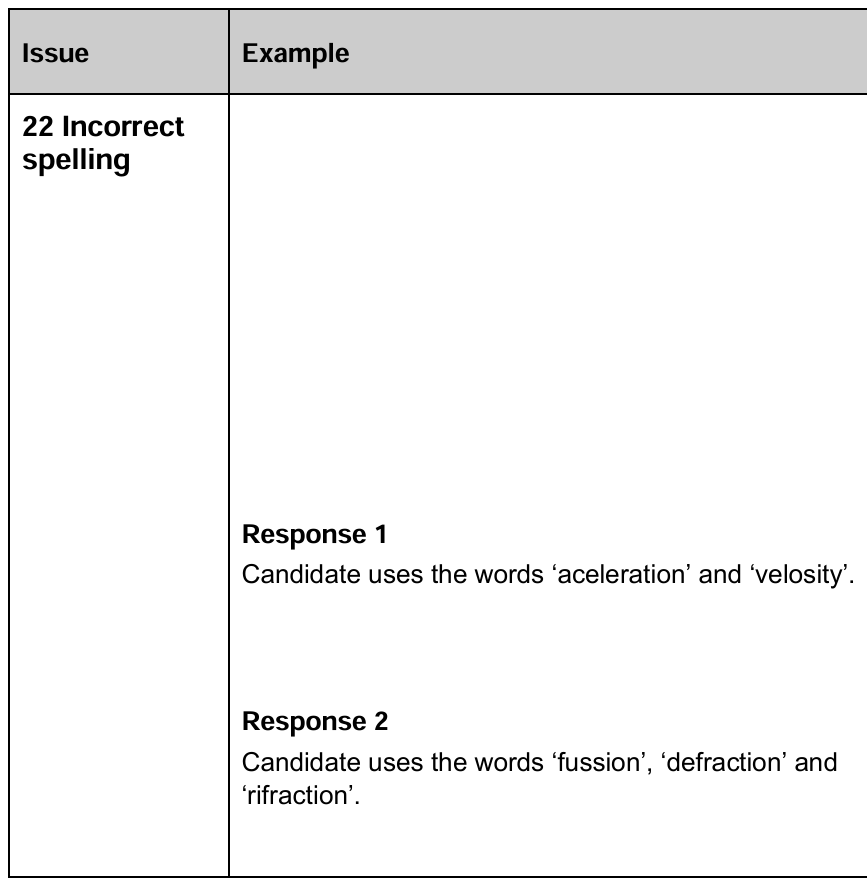 Issue
Example
22 Incorrect
spelling
Response 1
Candidate uses the words ‘aceleration’ and ‘velosity’.
Response 2
Candidate uses the words ‘fussion’, ‘defraction’ and
‘rifraction’.